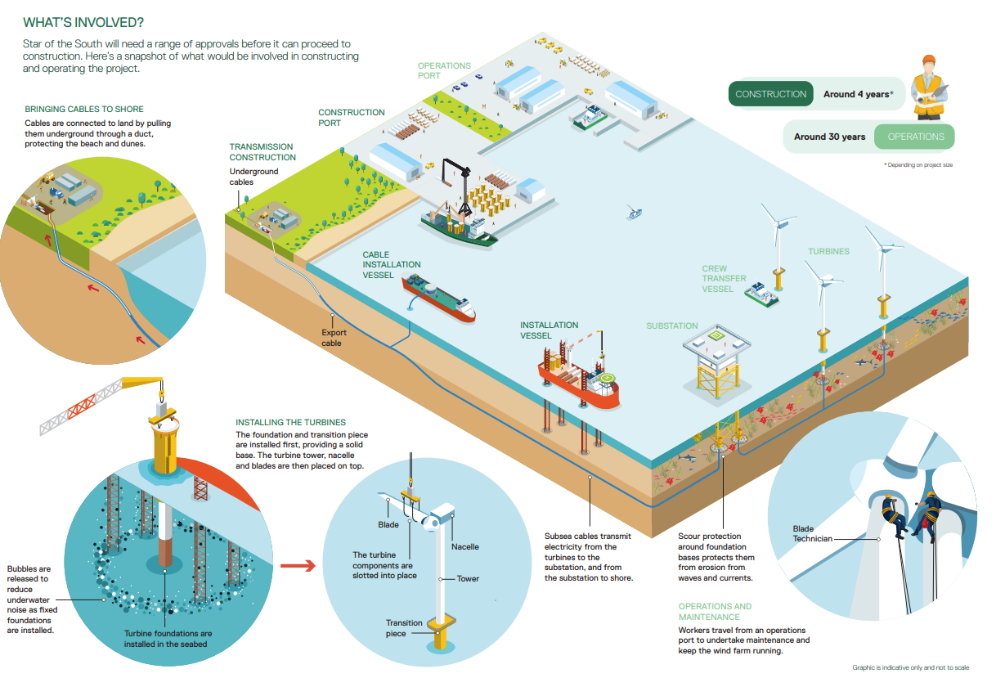 WHAT'S INVOLVED?
Star of the South will need a range of approvals before it can proceed to
construction. Here's a snapshot of what would be involved in constructing
and operating the project.
BRINGING CABLES TO SHORE
Cables are connected to land by pulling
them underground through a duct,
protecting the beach and dunes.
OPERATIONS
PORT
CONSTRUCTION
PORT
TRANSMISSION
CONSTRUCTION
Underground
cables
CONSTRUCTION
Around 4 years*
Around 30 years
OPERATIONS
* Depending on project size
CABLE
INSTALLATION
VESSEL
Export
cable
INSTALLATION
VESSEL
SUBSTATION
CREW
TRANSFER
VESSEL
TURBINES
INSTALLING THE TURBINES
The foundation and transition piece
are installed first, providing a solid
base. The turbine tower, nacelle
and blades are then placed on top.
Bubbles are
released to
reduce
underwater
noise as fixed
foundations
are installed.
Turbine foundations are
installed in the seabed
Blade
Nacelle
The turbine
components are
slotted into place
Tower
Transition
piece
Subsea cables transmit
electricity from the
turbines to the
substation, and from
the substation to shore.
Scour protection
around foundation
bases protects them
from erosion from
waves and currents.
Blade
Technician
OPERATIONS AND
MAINTENANCE
Workers travel from an operations
port to undertake maintenance and
keep the wind farm running.
Graphic is indicative only and not to scale